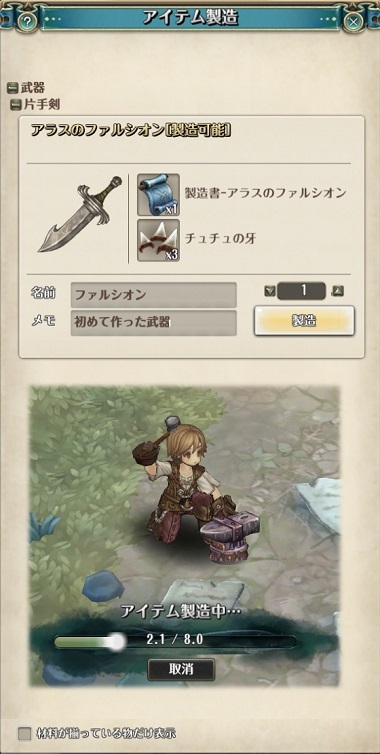 アイテム製造
武器
片手剣
アラスのファルシオン[製造可能]
製造書-アラスのファルシオン
x1
チュチュの牙
x3
名前
ファルシオン
1
メモ
初めて作った武器
製造
アイテム製造中…
2.1 / 8.0
取消
材料が揃っている物だけ表示